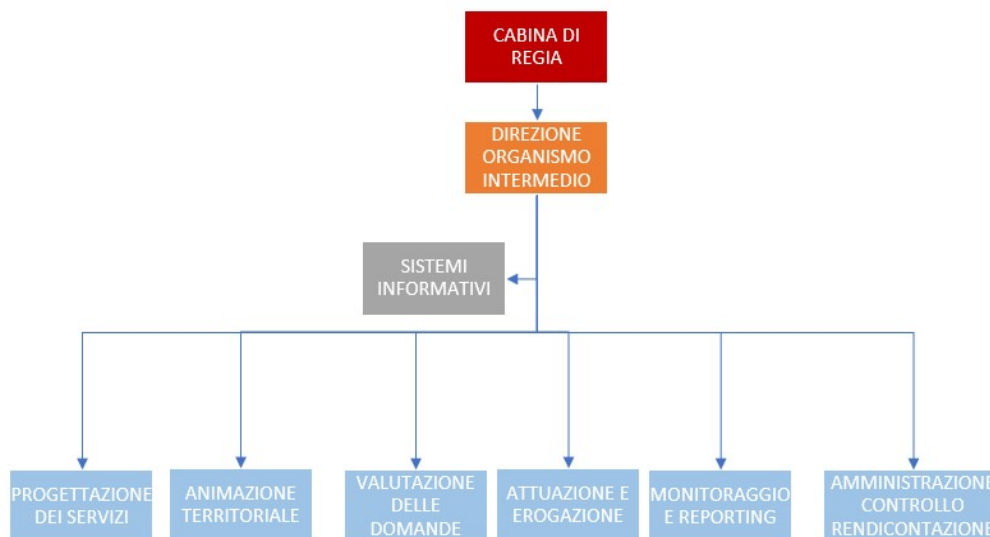 CABINA DI
REGIA
DIREZIONE
ORGANISMO
INTERMEDIO
SISTEMI
INFORMATIVI
PROGETTAZIONE
DEI SERVIZI
ANIMAZIONE
TERRITORIALE
VALUTAZIONE
DELLE
DOMANDE
ATTUAZIONE E
EROGAZIONE
MONITORAGGIO
E REPORTING
AMMINISTRAZIONE
CONTROLLO
RENDICONTAZIONE